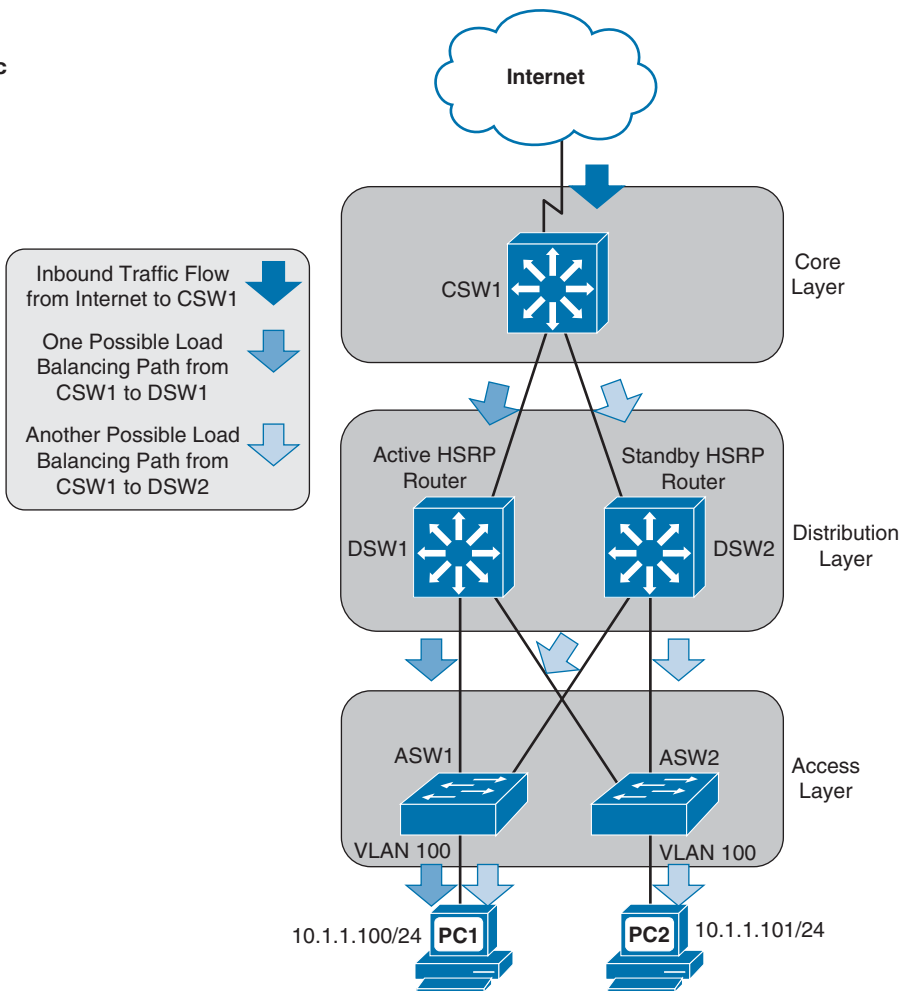 c
Internet
Inbound Traffic Flow
from Internet to CSW1
One Possible Load
Balancing Path from
CSW1 to DSW1
Another Possible Load
Balancing Path from
CSW1 to DSW2
CSW1
Core
Layer
Active HSRP
Router
Standby HSRP
Router
DSW1
DSW2
Distribution
Layer
ASW1
ASW2
Access
Layer
VLAN 100
VLAN 100
10.1.1.100/24
PC1
PC2
10.1.1.101/24